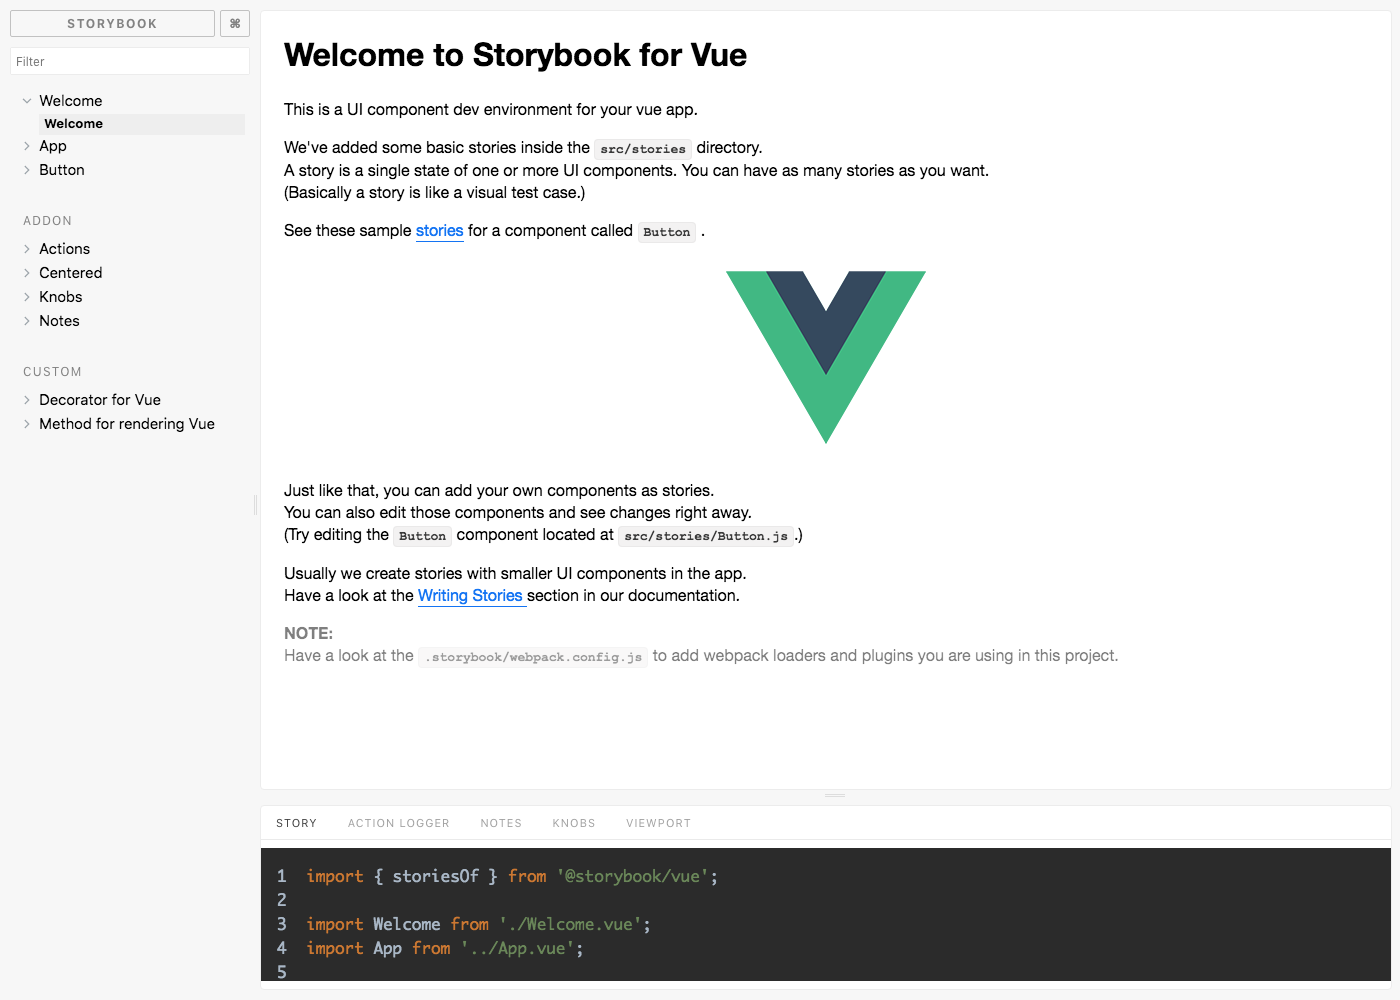 STORYBOOK
⌘
Filter
Welcome
Welcome
App
Button
ADDON
Actions
Centered
Knobs
Notes
CUSTOM
Decorator for Vue
Method for rendering Vue
Welcome to Storybook for Vue
This is a UI component dev environment for your vue app.
We've added some basic stories inside the src/stories directory.
A story is a single state of one or more UI components. You can have as many stories as you want.
(Basically a story is like a visual test case.)
See these sample stories for a component called Button .
Just like that, you can add your own components as stories.
You can also edit those components and see changes right away.
(Try editing the Button component located at src/stories/Button.js.)
Usually we create stories with smaller UI components in the app.
Have a look at the Writing Stories section in our documentation.
NOTE:
Have a look at the .storybook/webpack.config.js to add webpack loaders and plugins you are using in this project.
STORY ACTION LOGGER NOTES KNOBS VIEWPORT
1 import { storiesOf } from '@storybook/vue';
2
3 import Welcome from './Welcome.vue';
4 import App from '../App.vue';
5